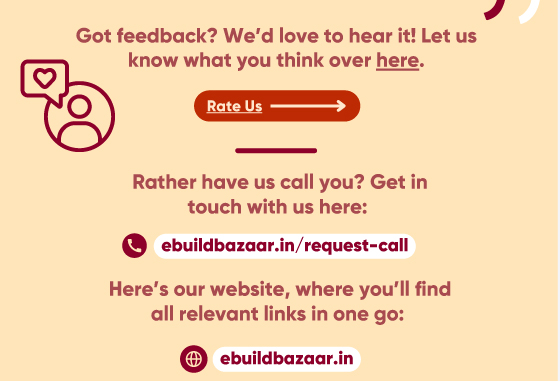 Got feedback? We’d love to hear it! Let us
know what you think over here.
Rate Us
Rather have us call you? Get in
touch with us here:
ebuildbazaar.in/request-call
Here’s our website, where you’ll find
all relevant links in one go:
ebuildbazaar.in